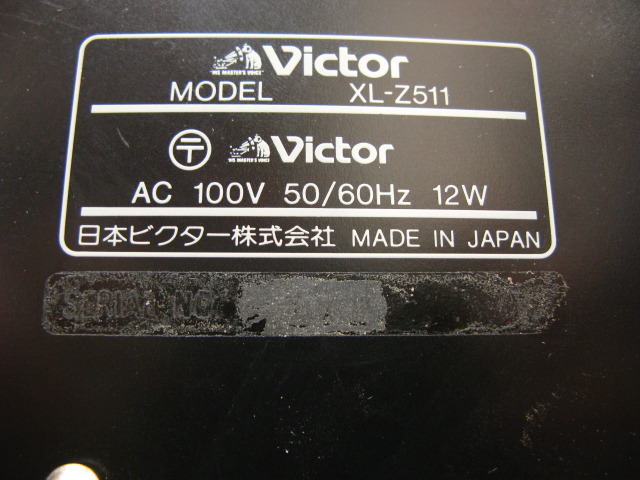 "HIS MASTER'S VOICE" Victor
MODEL XL-Z511
〒 "HIS MASTER'S VOICE" Victor
AC 100V 50/60Hz 12W
日本ビクター株式会社 MADE IN JAPAN
SERIAL NO.